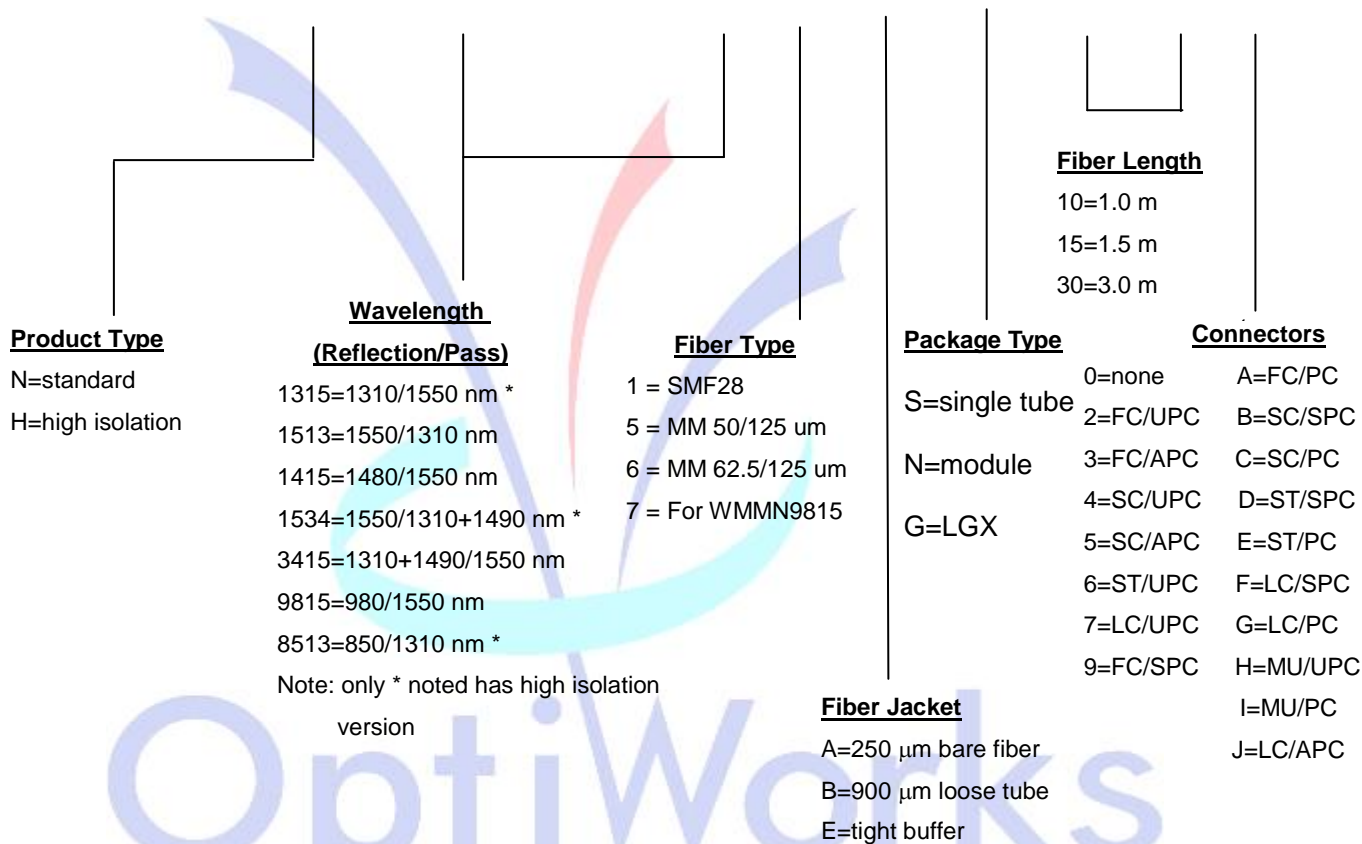 Product Type
N=standard
H=high isolation
Wavelength
(Reflection/Pass)
1315=1310/1550 nm *
1513=1550/1310 nm
1415=1480/1550 nm
1534=1550/1310+1490 nm *
3415=1310+1490/1550 nm
9815=980/1550 nm
8513=850/1310 nm *
Note: only * noted has high isolation
version
Fiber Type
1 = SMF28
5 = MM 50/125 um
6 = MM 62.5/125 um
7 = For WMMN9815
Fiber Jacket
A=250 μm bare fiber
B=900 μm loose tube
E=tight buffer
Package Type
S=single tube
N=module
G=LGX
Fiber Length
10=1.0 m
15=1.5 m
30=3.0 m
Connectors
0=none
2=FC/UPC
3=FC/APC
4=SC/UPC
5=SC/APC
6=ST/UPC
7=LC/UPC
9=FC/SPC
A=FC/PC
B=SC/SPC
C=SC/PC
D=ST/SPC
E=ST/PC
F=LC/SPC
G=LC/PC
H=MU/UPC
I=MU/PC
J=LC/APC
OptiWorks